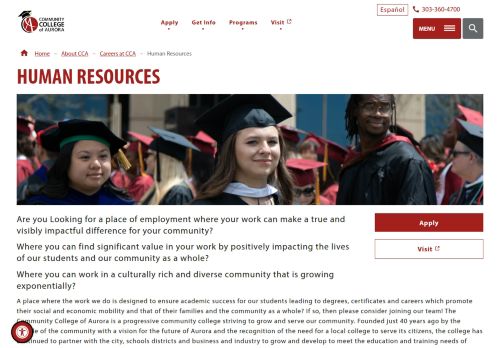 COMMUNITY
COLLEGE
of AURORA
Apply
Get Info
Programs
Visit
Español
303-360-4700
MENU
Home
About CCA
Careers at CCA
Human Resources
HUMAN RESOURCES
Are you Looking for a place of employment where your work can make a true and
visibly impactful difference for your community?
Where you can find significant value in your work by positively impacting the lives
of our students and our community as a whole?
Where you can work in a culturally rich and diverse community that is growing
exponentially?
Apply
Visit
A place where the work we do is designed to ensure academic success for our students leading to degrees, certificates and careers which promote
their social and economic mobility and that of their families and the community as a whole? If so, then please consider joining our team! The
Community College of Aurora is a progressive community college striving to grow and serve our community. Founded just 40 years ago by the
of the community with a vision for the future of Aurora and the recognition of the need for a local college to serve its citizens, the college has
to partner with the city, schools districts and business and industry to grow and develop to meet the education and training needs of